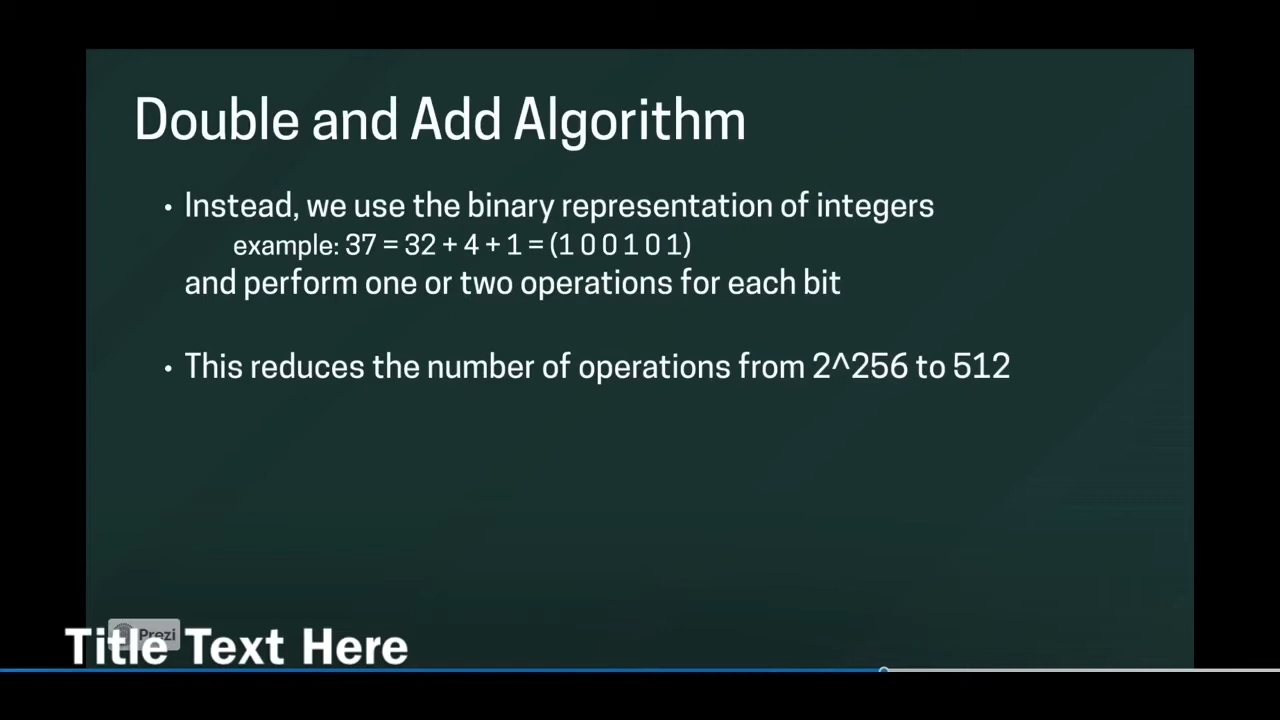 Double and Add Algorithm
• Instead, we use the binary representation of integers
example: 37 = 32 + 4 + 1 = (1 0 0 1 0 1)
and perform one or two operations for each bit
• This reduces the number of operations from 2^256 to 512
Prezi
Title Text Here